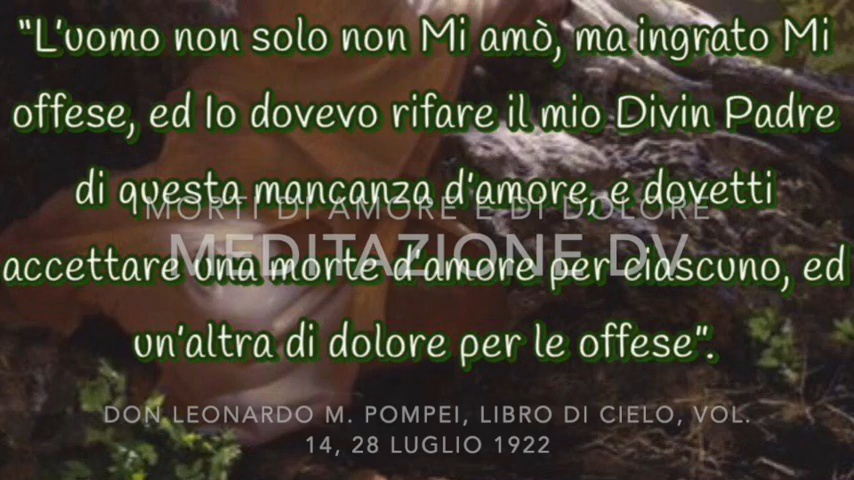 "L'uomo non solo non Mi amò, ma ingrato Mi
offese, ed Io dovevo rifare il mio Divin Padre
di questa mancanza d'amore, e dovetti
MORTI DI AMORE E DI DOLORE
MEDITAZIONE DV
accettare una morte d'amore per ciascuno, ed
un'altra di dolore per le offese".
DON LEONARDO M. POMPEI, LIBRO DI CIELO, VOL.
14, 28 LUGLIO 1922